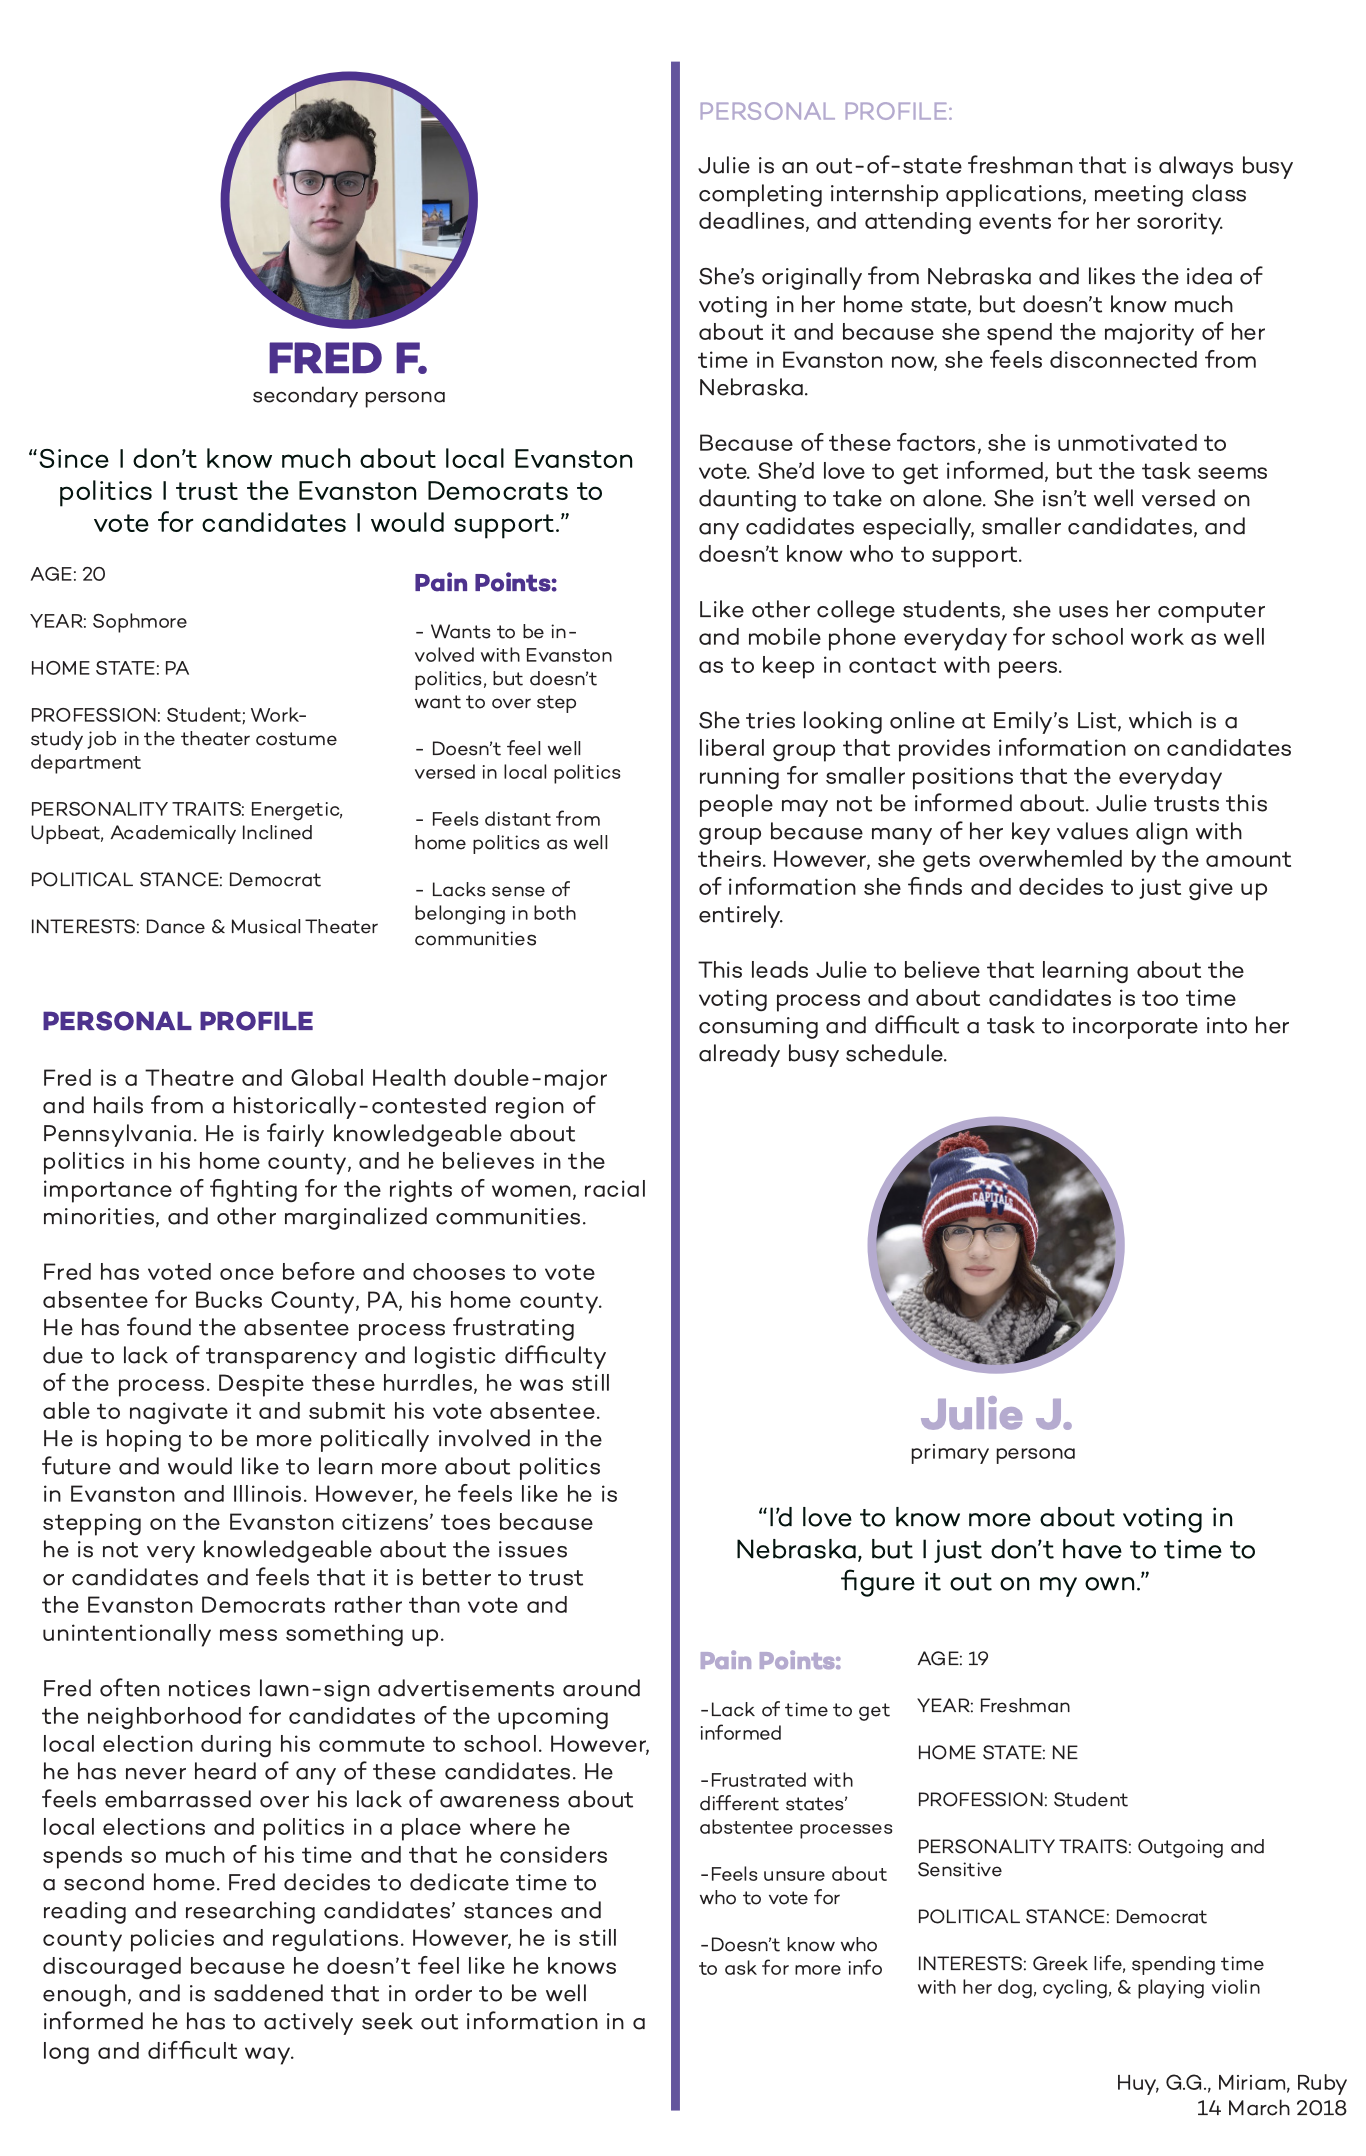 FRED F.
secondary persona
“Since I don’t know much about local Evanston
politics I trust the Evanston Democrats to
vote for candidates I would support.”
AGE: 20
YEAR: Sophmore
HOME STATE: PA
PROFESSION: Student; Work-
study job in the theater costume
department
PERSONALITY TRAITS: Energetic,
Upbeat, Academically Inclined
POLITICAL STANCE: Democrat
INTERESTS: Dance & Musical Theater
Pain Points:
- Wants to be in-
volved with Evanston
politics, but doesn’t
want to over step
- Doesn’t feel well
versed in local politics
- Feels distant from
home politics as well
- Lacks sense of
belonging in both
communities
PERSONAL PROFILE
Fred is a Theatre and Global Health double-major
and hails from a historically-contested region of
Pennsylvania. He is fairly knowledgeable about
politics in his home county, and he believes in the
importance of fighting for the rights of women, racial
minorities, and other marginalized communities.
Fred has voted once before and chooses to vote
absentee for Bucks County, PA, his home county.
He has found the absentee process frustrating
due to lack of transparency and logistic difficulty
of the process. Despite these hurrdles, he was still
able to nagivate it and submit his vote absentee.
He is hoping to be more politically involved in the
future and would like to learn more about politics
in Evanston and Illinois. However, he feels like he is
stepping on the Evanston citizens’ toes because
he is not very knowledgeable about the issues
or candidates and feels that it is better to trust
the Evanston Democrats rather than vote and
unintentionally mess something up.
Fred often notices lawn-sign advertisements around
the neighborhood for candidates of the upcoming
local election during his commute to school. However,
he has never heard of any of these candidates. He
feels embarrassed over his lack of awareness about
local elections and politics in a place where he
spends so much of his time and that he considers
a second home. Fred decides to dedicate time to
reading and researching candidates’ stances and
county policies and regulations. However, he is still
discouraged because he doesn’t feel like he knows
enough, and is saddened that in order to be well
informed he has to actively seek out information in a
long and difficult way.
PERSONAL PROFILE:
Julie is an out-of-state freshman that is always busy
completing internship applications, meeting class
deadlines, and attending events for her sorority.
She’s originally from Nebraska and likes the idea of
voting in her home state, but doesn’t know much
about it and because she spend the majority of her
time in Evanston now, she feels disconnected from
Nebraska.
Because of these factors, she is unmotivated to
vote. She’d love to get informed, but the task seems
daunting to take on alone. She isn’t well versed on
any cadidates especially, smaller candidates, and
doesn’t know who to support.
Like other college students, she uses her computer
and mobile phone everyday for school work as well
as to keep in contact with peers.
She tries looking online at Emily’s List, which is a
liberal group that provides information on candidates
running for smaller positions that the everyday
people may not be informed about. Julie trusts this
group because many of her key values align with
theirs. However, she gets overwhemled by the amount
of information she finds and decides to just give up
entirely.
This leads Julie to believe that learning about the
voting process and about candidates is too time
consuming and difficult a task to incorporate into her
already busy schedule.
CAPITALS
W
Julie J.
primary persona
“I’d love to know more about voting in
Nebraska, but I just don’t have to time to
figure it out on my own.”
Pain Points:
-Lack of time to get
informed
-Frustrated with
different states’
abstentee processes
-Feels unsure about
who to vote for
-Doesn’t know who
to ask for more info
AGE: 19
YEAR: Freshman
HOME STATE: NE
PROFESSION: Student
PERSONALITY TRAITS: Outgoing and
Sensitive
POLITICAL STANCE: Democrat
INTERESTS: Greek life, spending time
with her dog, cycling, & playing violin
Huy, G.G., Miriam, Ruby
14 March 2018